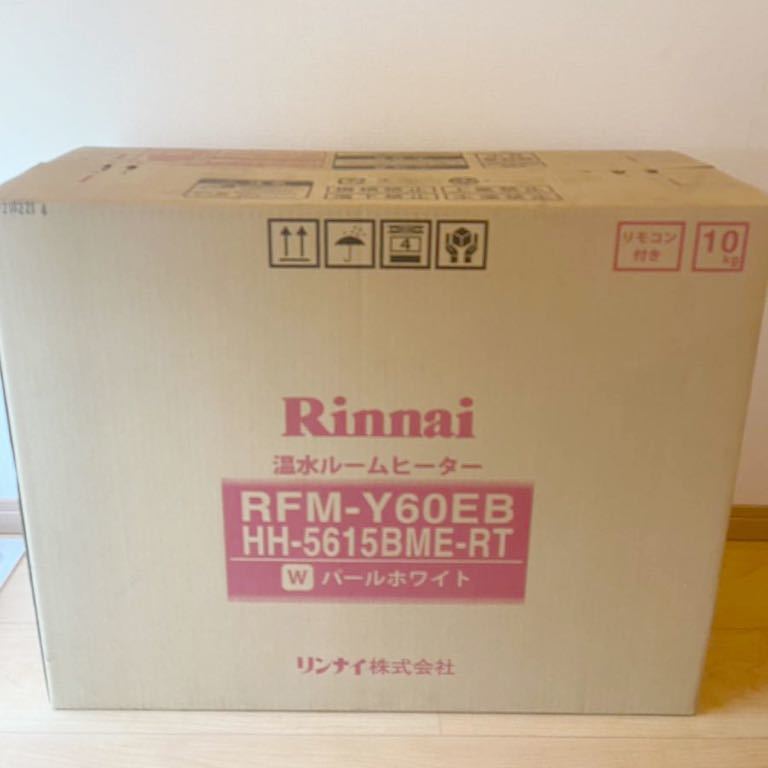 4
リモコン
付き
10
kg
Rinnai
温水ルームヒーター
RFM-Y60EB
HH-5615BME-RT
W パールホワイト
リンナイ株式会社